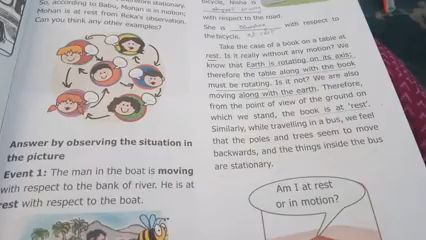 So, according to Babu, Mohan is in motion;
Mohan is at rest from Reka's observation.
Can you think any other examples?
Answer by observing the situation in
the picture
Event 1: The man in the boat is moving
with respect to the bank of river. He is at
rest with respect to the boat.
bicycle, Nisha is
with respect to the road.
She is with respect to
the bicycle.
Take the case of a book on a table at
rest. Is it really without any motion? We
know that Earth is rotating on its axis;
therefore the table along with the book
must be rotating. Is it not? We are also
moving along with the earth. Therefore,
from the point of view of the ground on
which we stand, the book is at 'rest'.
Similarly, while travelling in a bus, we feel
that the poles and trees seem to move
backwards, and the things inside the bus
are stationary.
Am I at rest
or in motion?